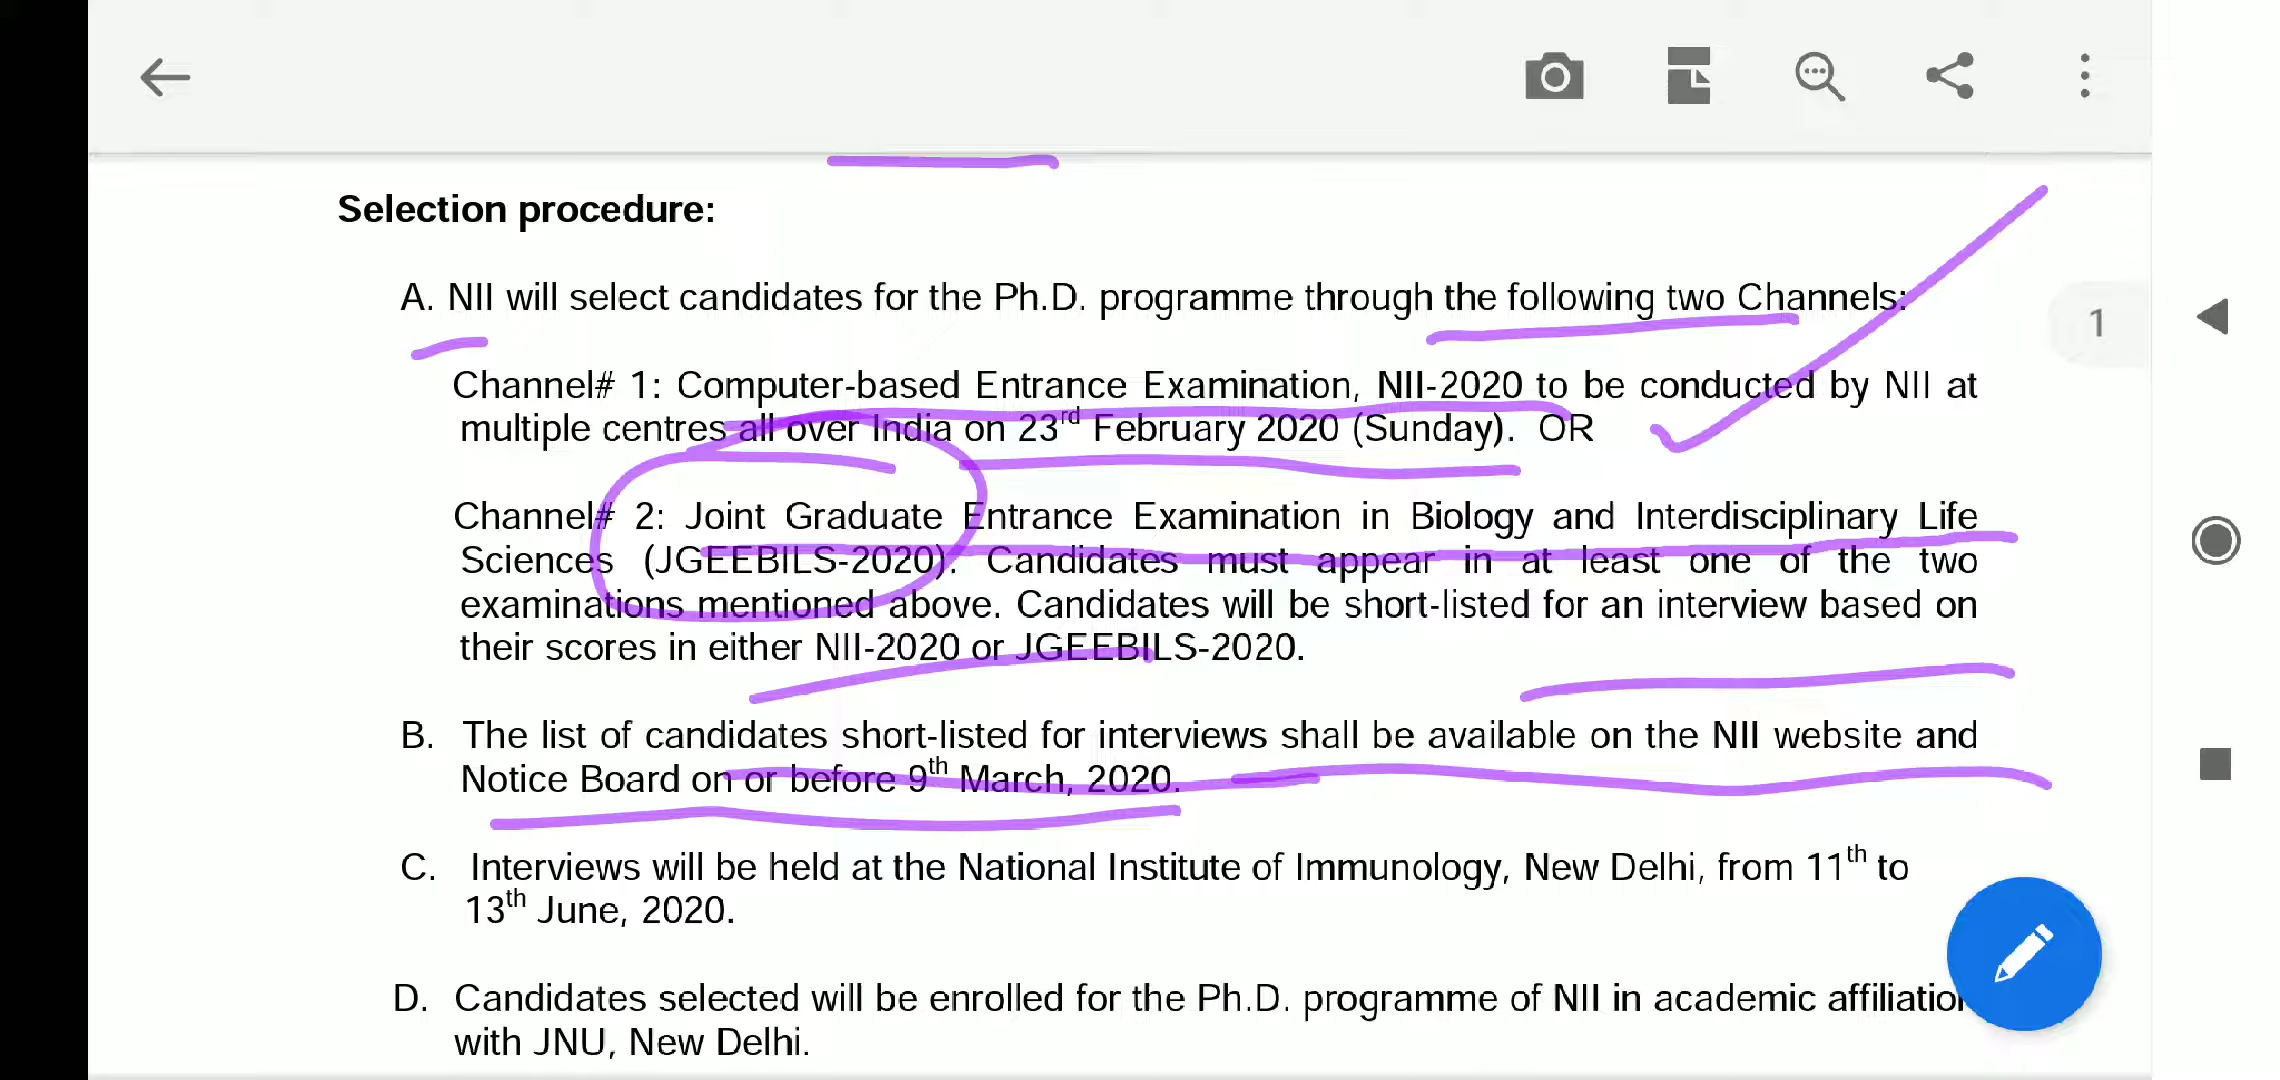 Selection procedure:
A. NII will select candidates for the Ph.D. programme through the following two Channels:
Channel# 1: Computer-based Entrance Examination, NII-2020 to be conducted by NII at
multiple centres all over India on 23rd February 2020 (Sunday). OR
Channel# 2: Joint Graduate Entrance Examination in Biology and Interdisciplinary Life
Sciences (JGEEBILS-2020). Candidates must appear in at least one of the two
examinations mentioned above. Candidates will be short-listed for an interview based on
their scores in either NII-2020 or JGEEBILS-2020.
B. The list of candidates short-listed for interviews shall be available on the NII website and
Notice Board on or before 9th March, 2020.
C. Interviews will be held at the National Institute of Immunology, New Delhi, from 11th to
13th June, 2020.
D. Candidates selected will be enrolled for the Ph.D. programme of NII in academic affiliation
with JNU, New Delhi.
1